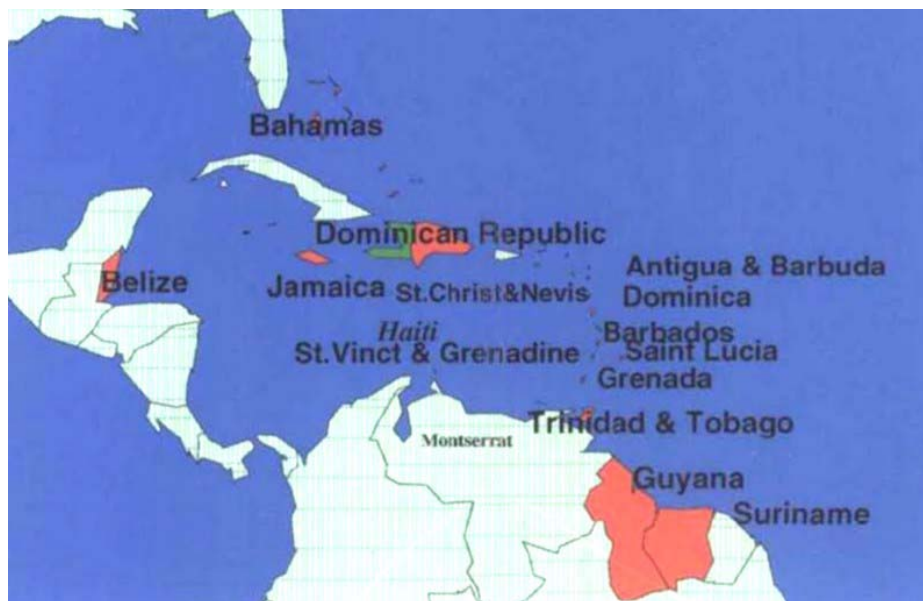 Bahamas
Dominican Republic
Antigua & Barbuda
Belize
Jamaica
St.Christ&Nevis
Dominica
Haiti
Barbados
St.Vinct & Grenadine
Saint Lucia
Grenada
Trinidad & Tobago
Montserrat
Guyana
Suriname